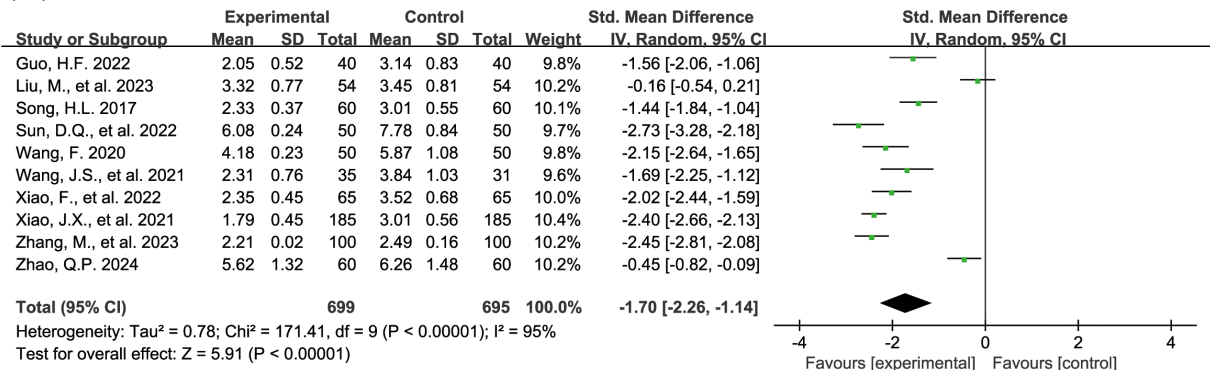 Experimental Control Std. Mean Difference Std. Mean Difference
Study or Subgroup Mean SD Total Mean SD Total Weight IV, Random, 95% CI IV, Random, 95% CI
Guo, H.F. 2022 2.05 0.52 40 3.14 0.83 40 9.8% -1.56 [-2.06, -1.06]
Liu, M., et al. 2023 3.32 0.77 54 3.45 0.81 54 10.2% -0.16 [-0.54, 0.21]
Song, H.L. 2017 2.33 0.37 60 3.01 0.55 60 10.1% -1.44 [-1.84, -1.04]
Sun, D.Q., et al. 2022 6.08 0.24 50 7.78 0.84 50 9.7% -2.73 [-3.28, -2.18]
Wang, F. 2020 4.18 0.23 50 5.87 1.08 50 9.8% -2.15 [-2.64, -1.65]
Wang, J.S., et al. 2021 2.31 0.76 35 3.84 1.03 31 9.6% -1.69 [-2.25, -1.12]
Xiao, F., et al. 2022 2.35 0.45 65 3.52 0.68 65 10.0% -2.02 [-2.44, -1.59]
Xiao, J.X., et al. 2021 1.79 0.45 185 3.01 0.56 185 10.4% -2.40 [-2.66, -2.13]
Zhang, M., et al. 2023 2.21 0.02 100 2.49 0.16 100 10.2% -2.45 [-2.81, -2.08]
Zhao, Q.P. 2024 5.62 1.32 60 6.26 1.48 60 10.2% -0.45 [-0.82, -0.09]
Total (95% CI) 699 695 100.0% -1.70 [-2.26, -1.14]
Heterogeneity: Tau² = 0.78; Chi² = 171.41, df = 9 (P < 0.00001); I² = 95%
Test for overall effect: Z = 5.91 (P < 0.00001)
-4 -2 0 2 4
Favours [experimental] Favours [control]